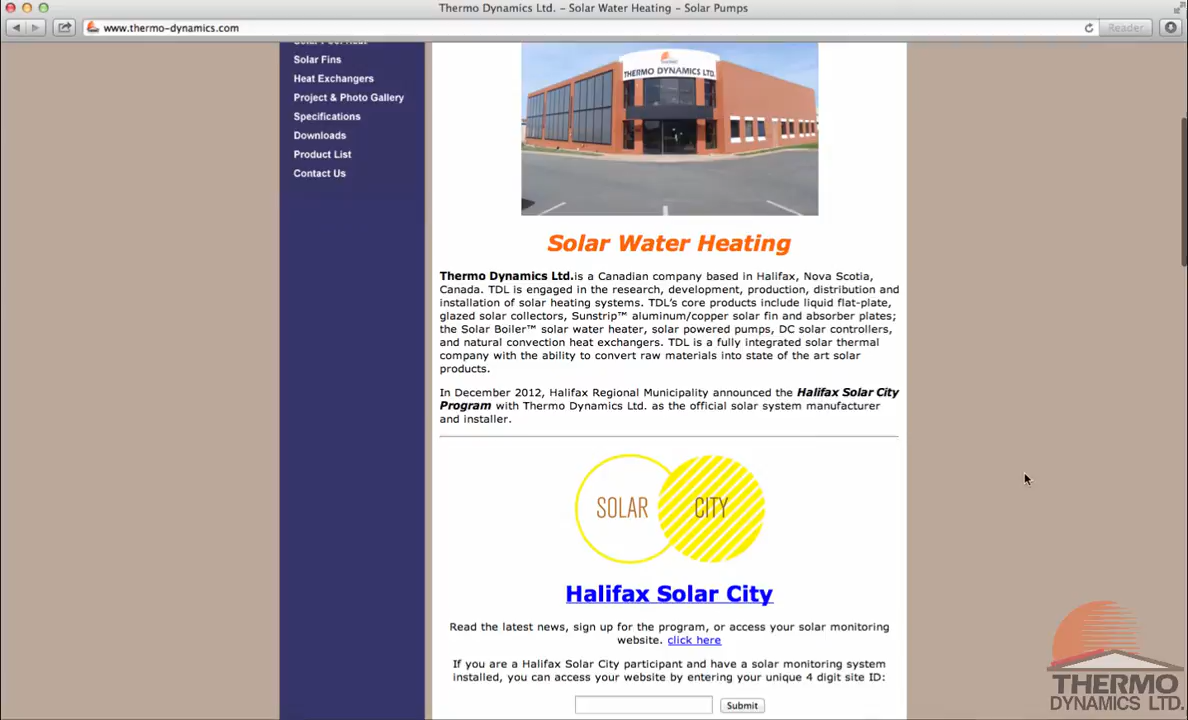 Thermo Dynamics Ltd. – Solar Water Heating – Solar Pumps
www.thermo-dynamics.com
Reader
Solar Pool Heat
Solar Fins
Heat Exchangers
Project & Photo Gallery
Specifications
Downloads
Product List
Contact Us
THERMO DYNAMICS LTD.
Solar Water Heating
Thermo Dynamics Ltd.is a Canadian company based in Halifax, Nova Scotia,
Canada. TDL is engaged in the research, development, production, distribution and
installation of solar heating systems. TDL’s core products include liquid flat-plate,
glazed solar collectors, Sunstrip™ aluminum/copper solar fin and absorber plates;
the Solar Boiler™ solar water heater, solar powered pumps, DC solar controllers,
and natural convection heat exchangers. TDL is a fully integrated solar thermal
company with the ability to convert raw materials into state of the art solar
products.
In December 2012, Halifax Regional Municipality announced the Halifax Solar City
Program with Thermo Dynamics Ltd. as the official solar system manufacturer
and installer.
SOLAR CITY
Halifax Solar City
Read the latest news, sign up for the program, or access your solar monitoring
website. click here
If you are a Halifax Solar City participant and have a solar monitoring system
installed, you can access your website by entering your unique 4 digit site ID:
Submit
THERMO
DYNAMICS LTD.